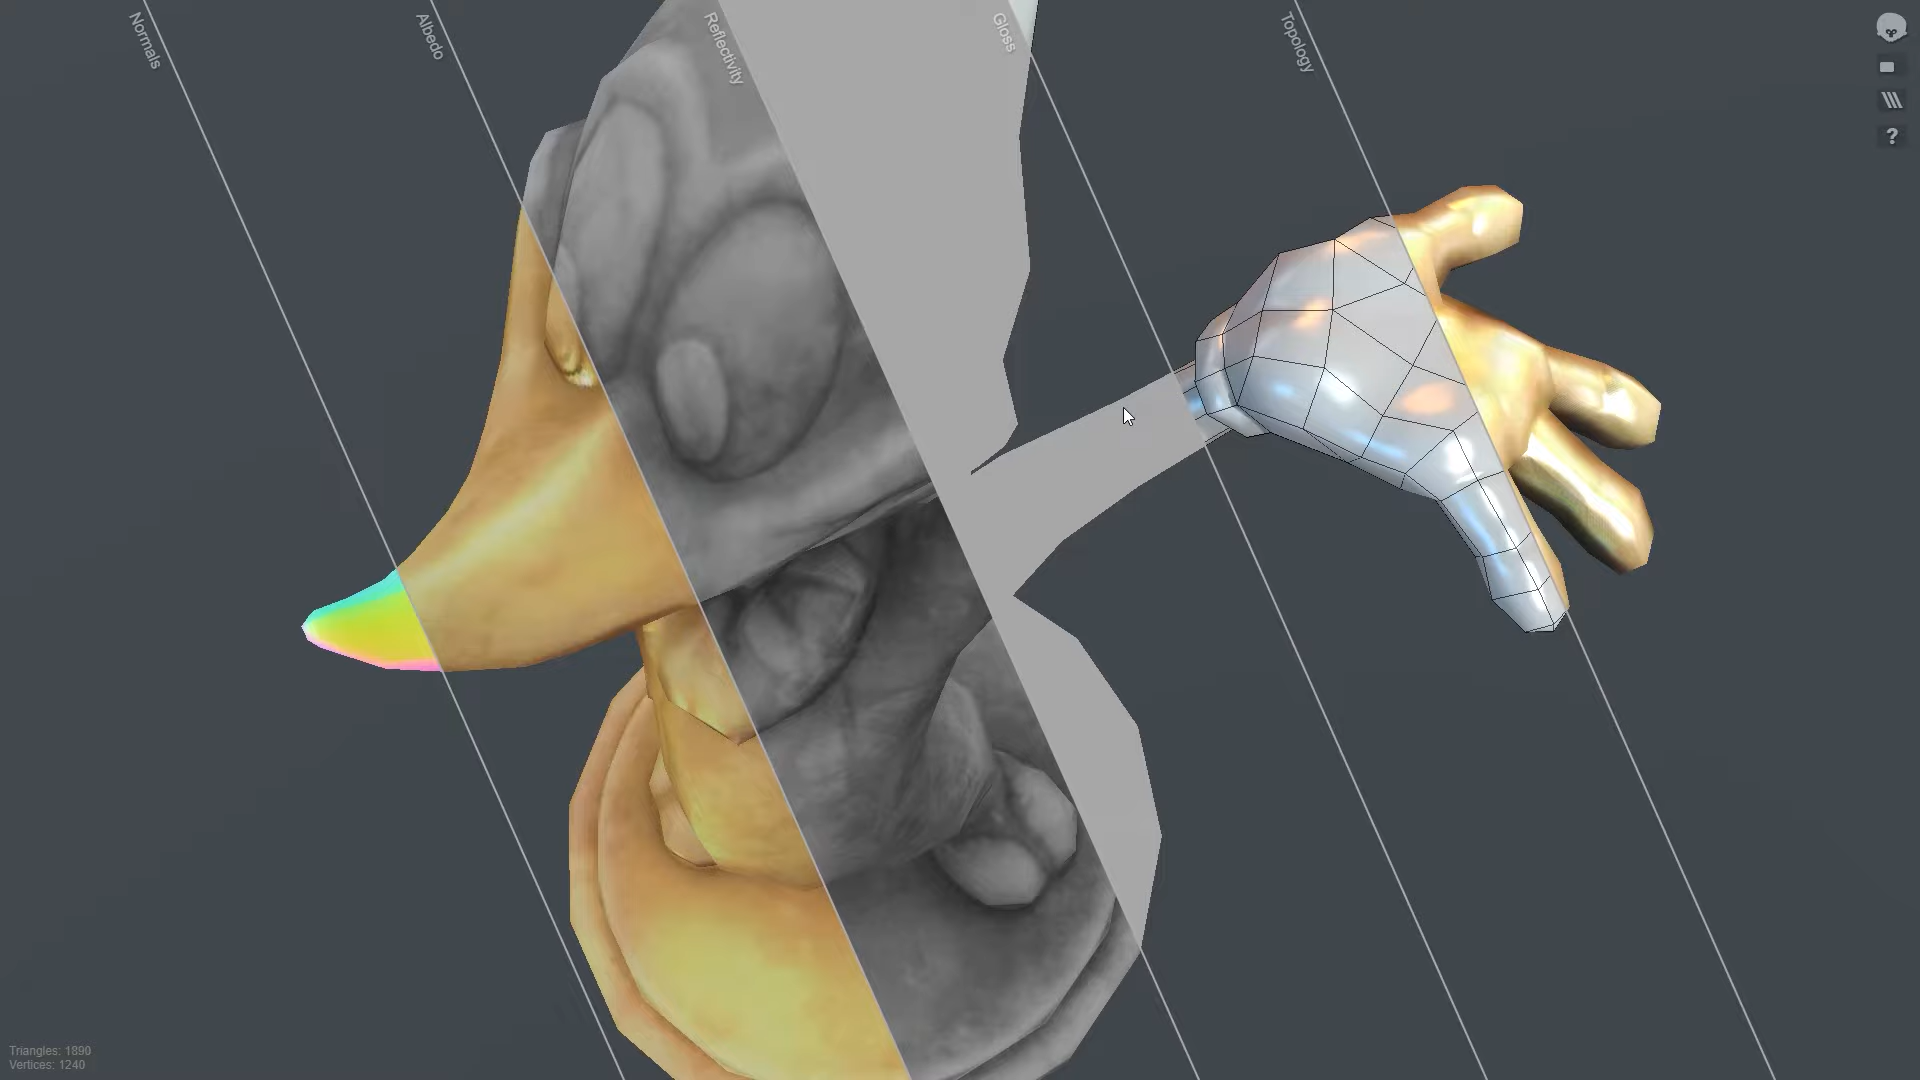 Normals
Albedo
Reflectivity
Gloss
Topology
?
Triangles: 1890
Vertices: 1240